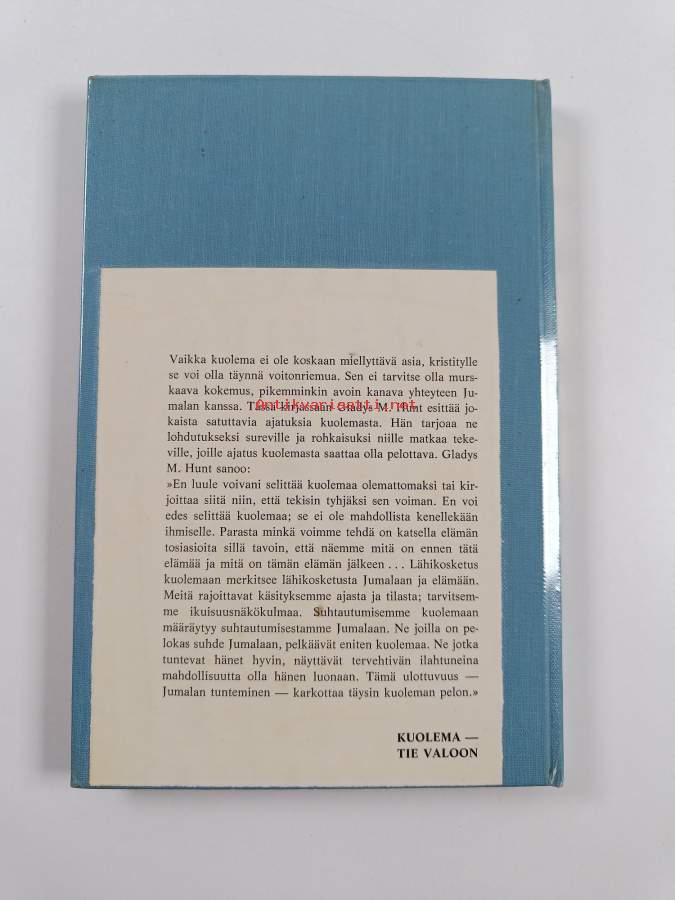 Vaikka kuolema ei ole koskaan miellyttävä asia, kristitylle
se voi olla täynnä voitonriemua. Sen ei tarvitse olla murs-
kaava kokemus, pikemminkin avoin kanava yhteyteen Ju-
malan kanssa. Tässä kirjassaan Gladys M. Hunt esittää jo-
Antikvariaatti.net
kaista satuttavia ajatuksia kuolemasta. Hän tarjoaa ne
lohdutukseksi sureville ja rohkaisuksi niille matkaa teke-
ville, joille ajatus kuolemasta saattaa olla pelottava. Gladys
M. Hunt sanoo:
»En luule voivani selittää kuolemaa olemattomaksi tai kir-
joittaa siitä niin, että tekisin tyhjäksi sen voiman. En voi
edes selittää kuolemaa; se ei ole mahdollista kenellekään
ihmiselle. Parasta minkä voimme tehdä on katsella elämän
tosiasioita sillä tavoin, että näemme mitä on ennen tätä
elämää ja mitä on tämän elämän jälkeen . . . Lähikosketus
kuolemaan merkitsee lähikosketusta Jumalaan ja elämään.
Meitä rajoittavat käsityksemme ajasta ja tilasta; tarvitsem-
me ikuisuusnäkökulmaa. Suhtautumisemme kuolemaan
määräytyy suhtautumisestamme Jumalaan. Ne joilla on pe-
lokas suhde Jumalaan, pelkäävät eniten kuolemaa. Ne jotka
tuntevat hänet hyvin, näyttävät tervehtivän ilahtuneina
mahdollisuutta olla hänen luonaan. Tämä ulottuvuus —
Jumalan tunteminen — karkottaa täysin kuoleman pelon.»
KUOLEMA —
TIE VALOON